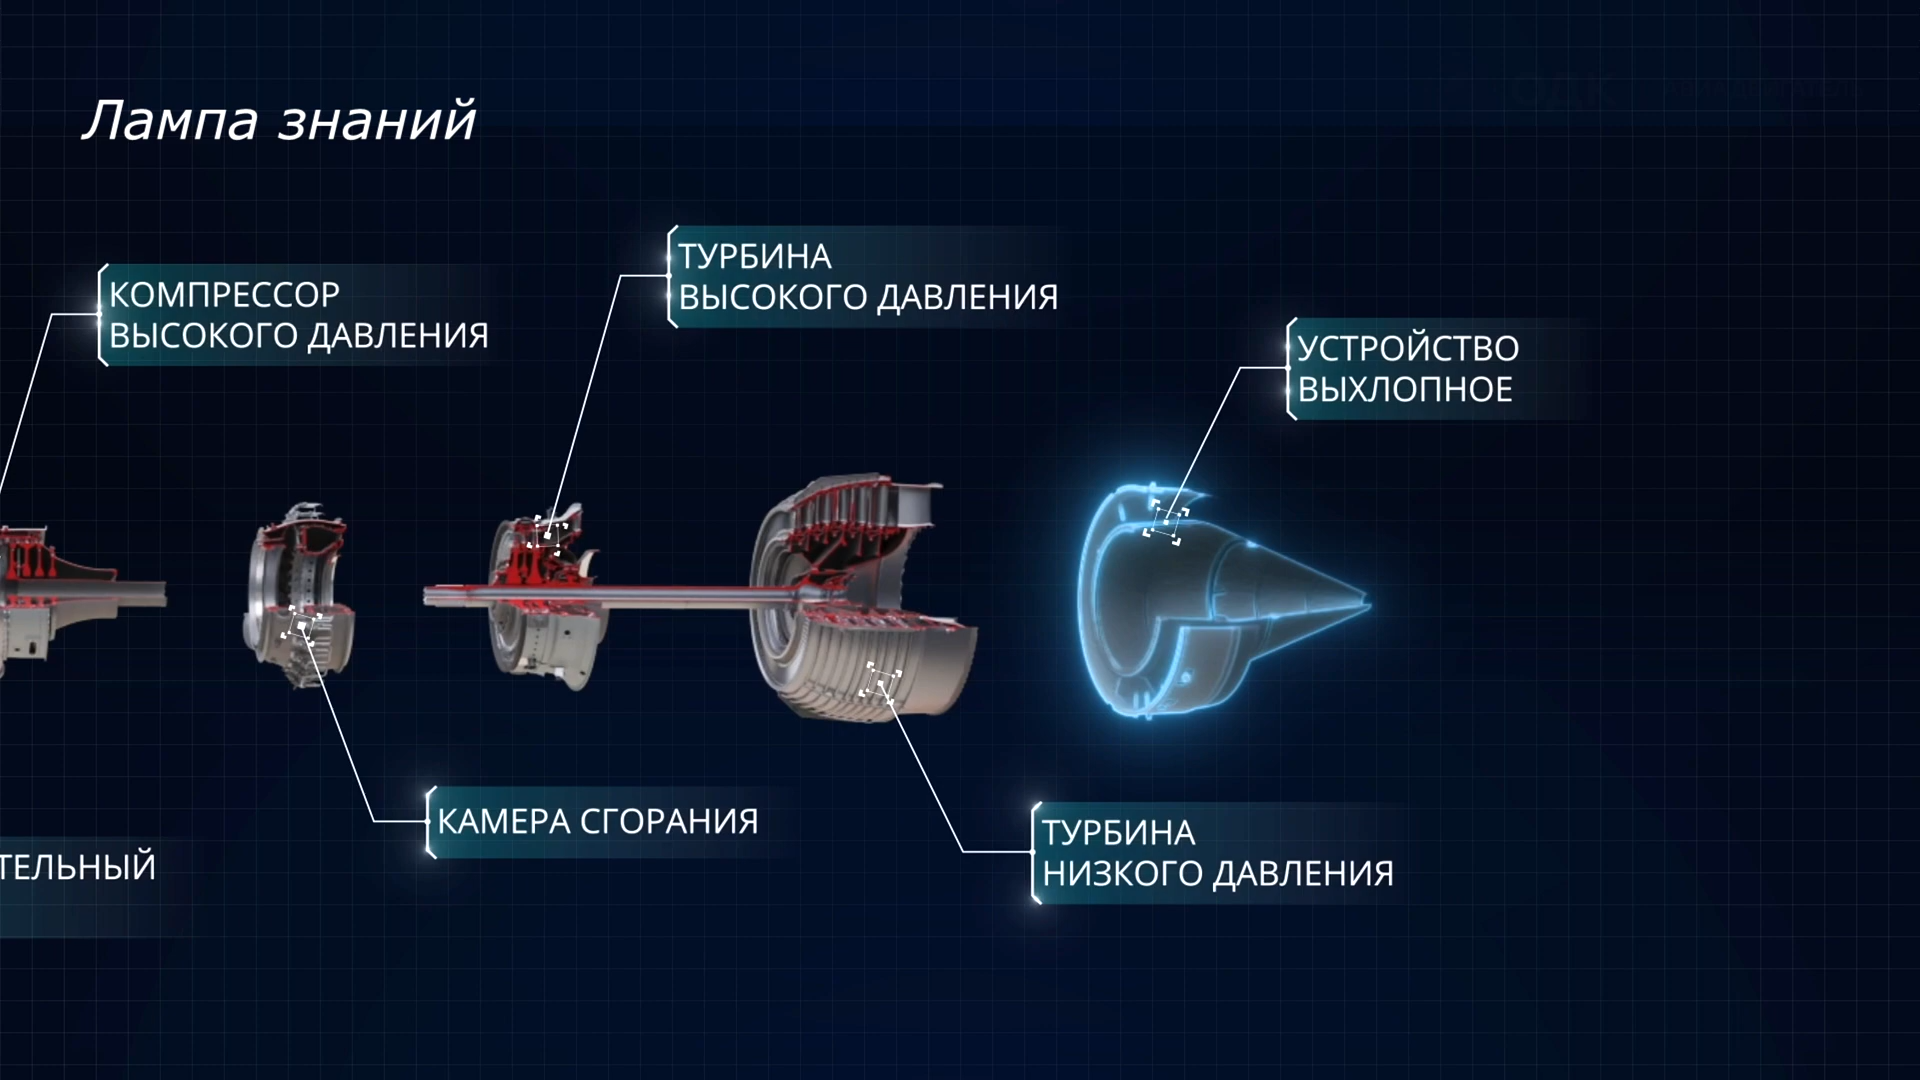 Лампа знаний
ТУРБИНА
ВЫСОКОГО ДАВЛЕНИЯ
КОМПРЕССОР
ВЫСОКОГО ДАВЛЕНИЯ
УСТРОЙСТВО
ВЫХЛОПНОЕ
КАМЕРА СГОРАНИЯ
ТУРБИНА
НИЗКОГО ДАВЛЕНИЯ
ТЕЛЬНЫЙ